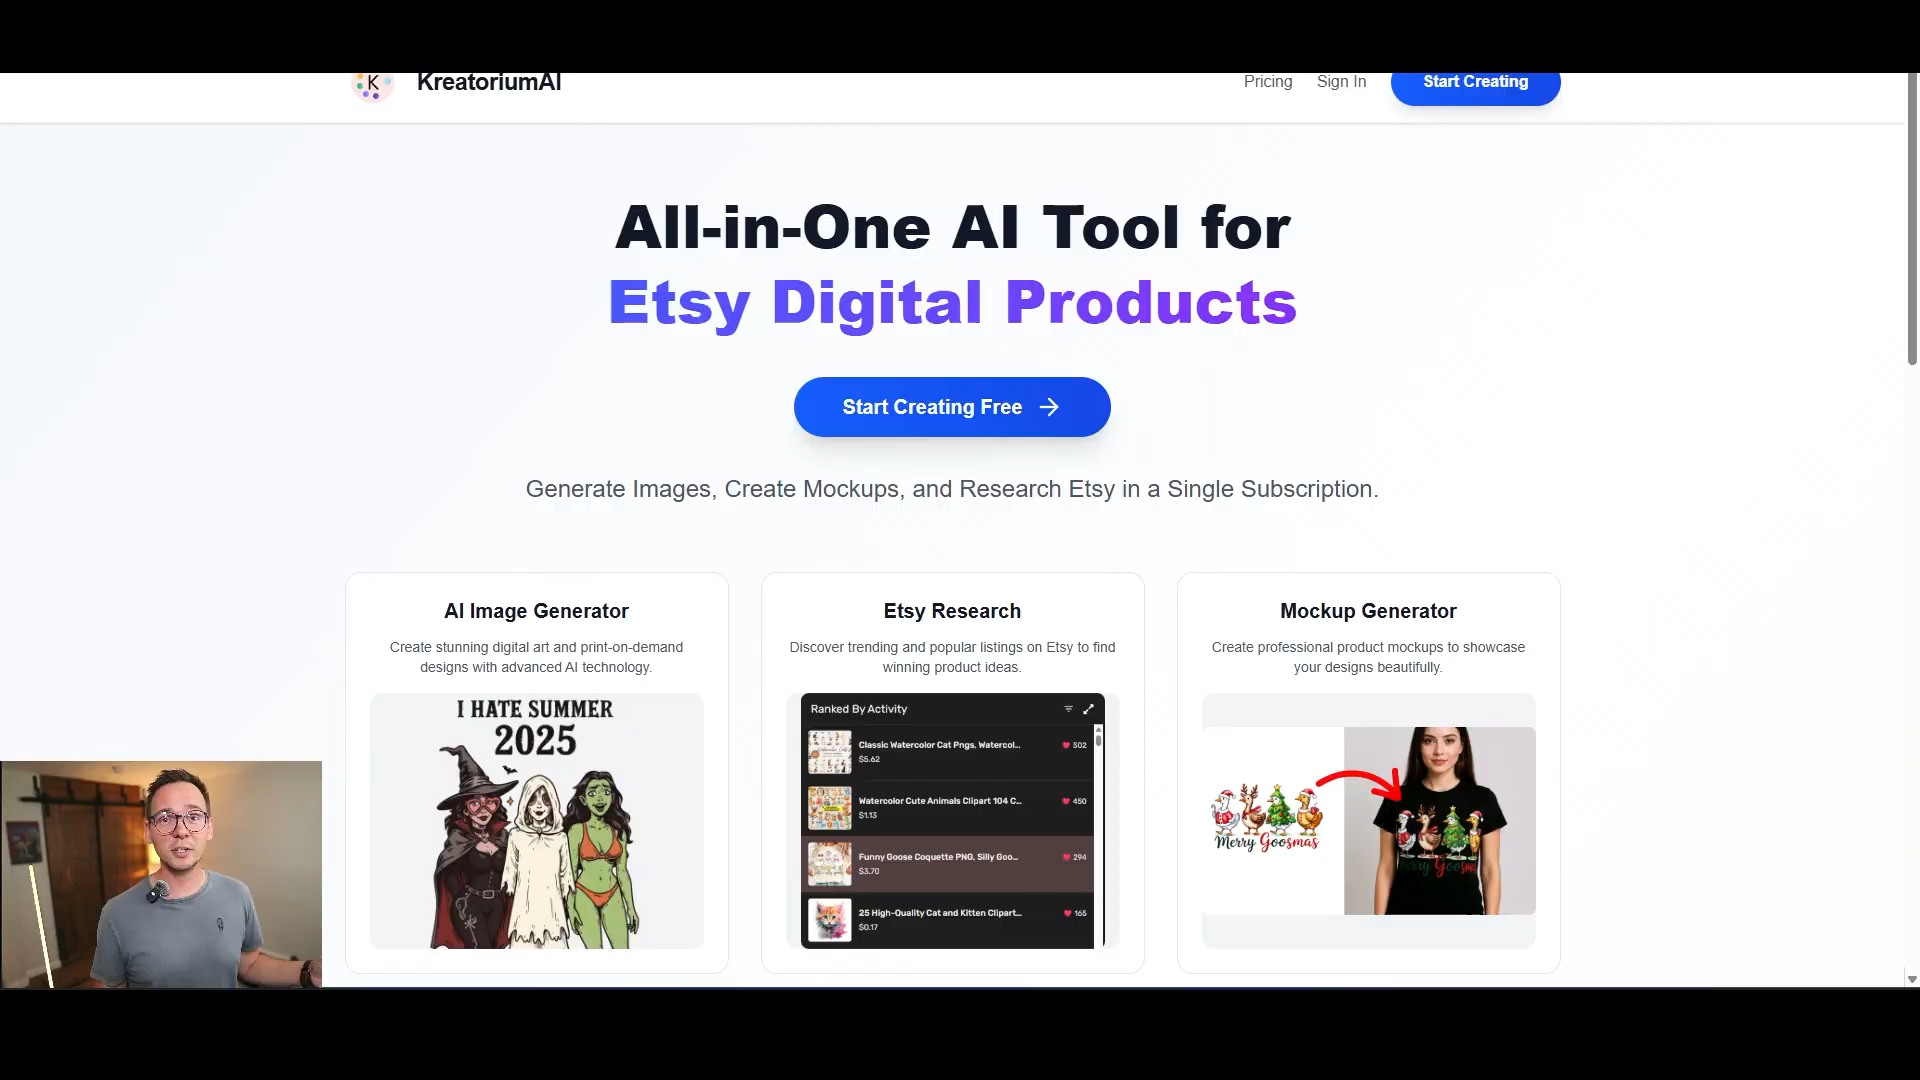 K
KreatoriumAI
Pricing
Sign In
Start Creating
All-in-One AI Tool for
Etsy Digital Products
Start Creating Free
Generate Images, Create Mockups, and Research Etsy in a Single Subscription.
AI Image Generator
Create stunning digital art and print-on-demand
designs with advanced AI technology.
I HATE SUMMER
2025
Etsy Research
Discover trending and popular listings on Etsy to find
winning product ideas.
Ranked By Activity
Classic Watercolor Cat Pngs, Watercol...
502
$5.62
Watercolor Cute Animals Clipart 104 C...
450
$1.13
Funny Goose Coquette PNG, Silly Goo...
294
$3.70
25 High-Quality Cat and Kitten Clipart...
165
$0.17
Mockup Generator
Create professional product mockups to showcase
your designs beautifully.
Merry Goosmas
Merry Goosmas